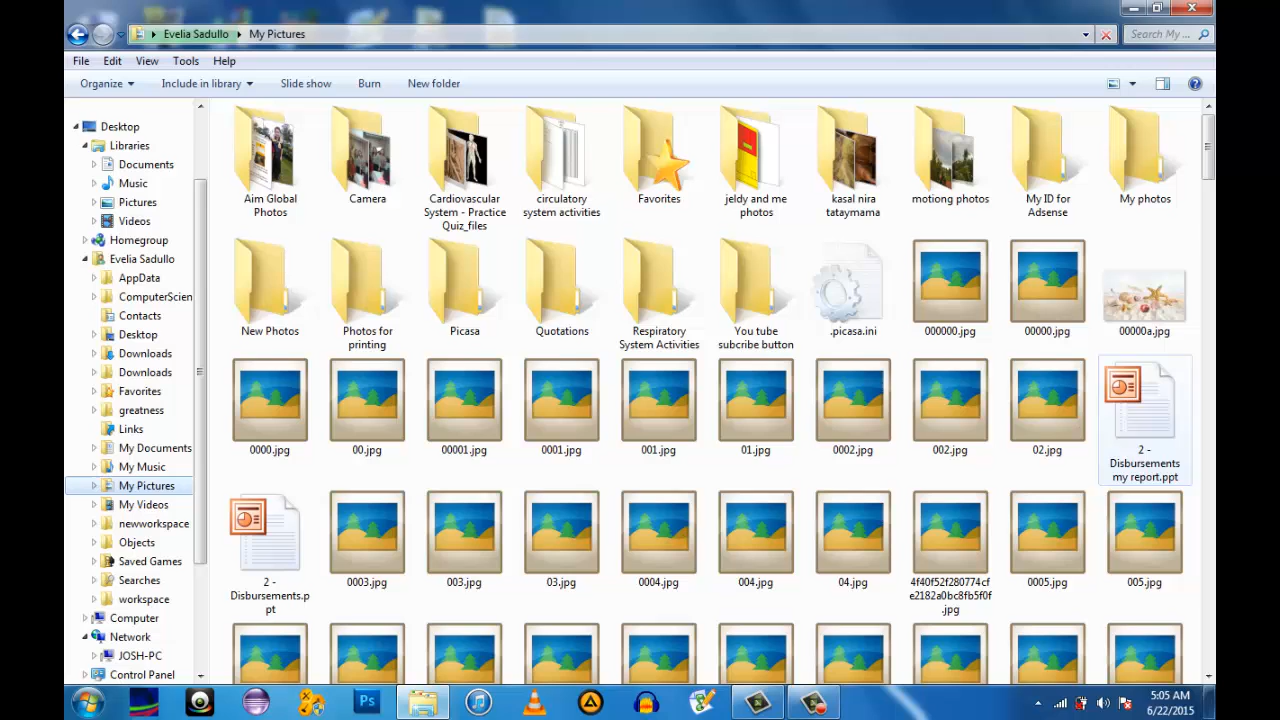 Evelia Sadullo My Pictures
Search My ...
File Edit View Tools Help
Organize Include in library Slide show Burn New folder
Desktop
Libraries
Documents
Music
Pictures
Videos
Homegroup
Evelia Sadullo
AppData
ComputerScien
Contacts
Desktop
Downloads
Downloads
Favorites
greatness
Links
My Documents
My Music
My Pictures
My Videos
newworkspace
Objects
Saved Games
Searches
workspace
Computer
Network
JOSH-PC
Control Panel
Aim Global
Photos
Camera
Cardiovascular
System - Practice
Quiz_files
circulatory
system activities
Favorites
jeldy and me
photos
kasal nira
tataymama
motiong photos
My ID for
Adsense
My photos
New Photos
Photos for
printing
Picasa
Quotations
Respiratory
System Activities
You tube
subcribe button
.picasa.ini
000000.jpg
00000.jpg
00000a.jpg
0000.jpg
00.jpg
00001.jpg
0001.jpg
001.jpg
01.jpg
0002.jpg
002.jpg
02.jpg
2 -
Disbursements
my report.ppt
2 -
Disbursements.p
pt
0003.jpg
003.jpg
03.jpg
0004.jpg
004.jpg
04.jpg
4f40f52f280774cf
e2182a0bc8fb5f0f
.jpg
0005.jpg
005.jpg
Ps
5:05 AM
6/22/2015